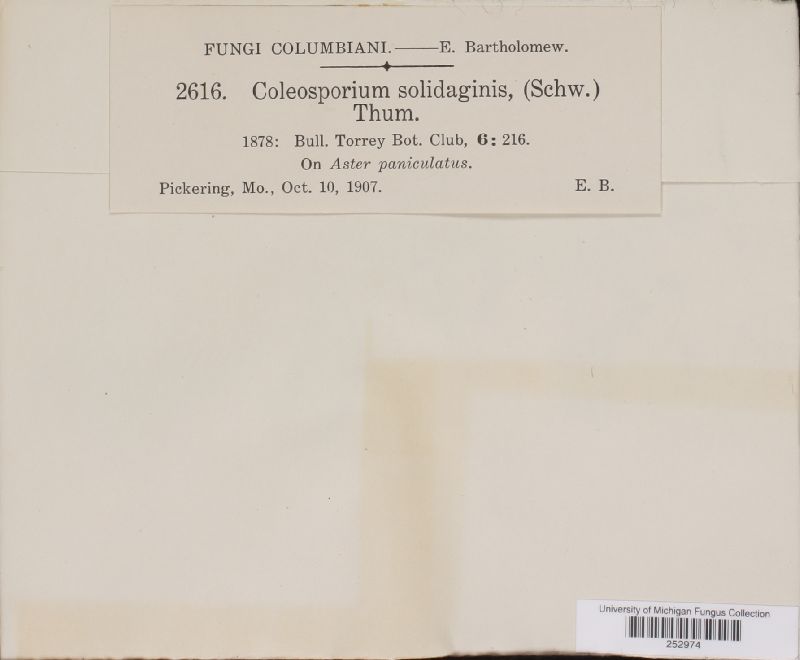 FUNGI COLUMBIANI.——E. Bartholomew.
2616. Coleosporium solidaginis, (Schw.)
Thum.
1878: Bull. Torrey Bot. Club, 6: 216.
On Aster paniculatus.
Pickering, Mo., Oct. 10, 1907. E. B.
University of Michigan Fungus Collection
252974